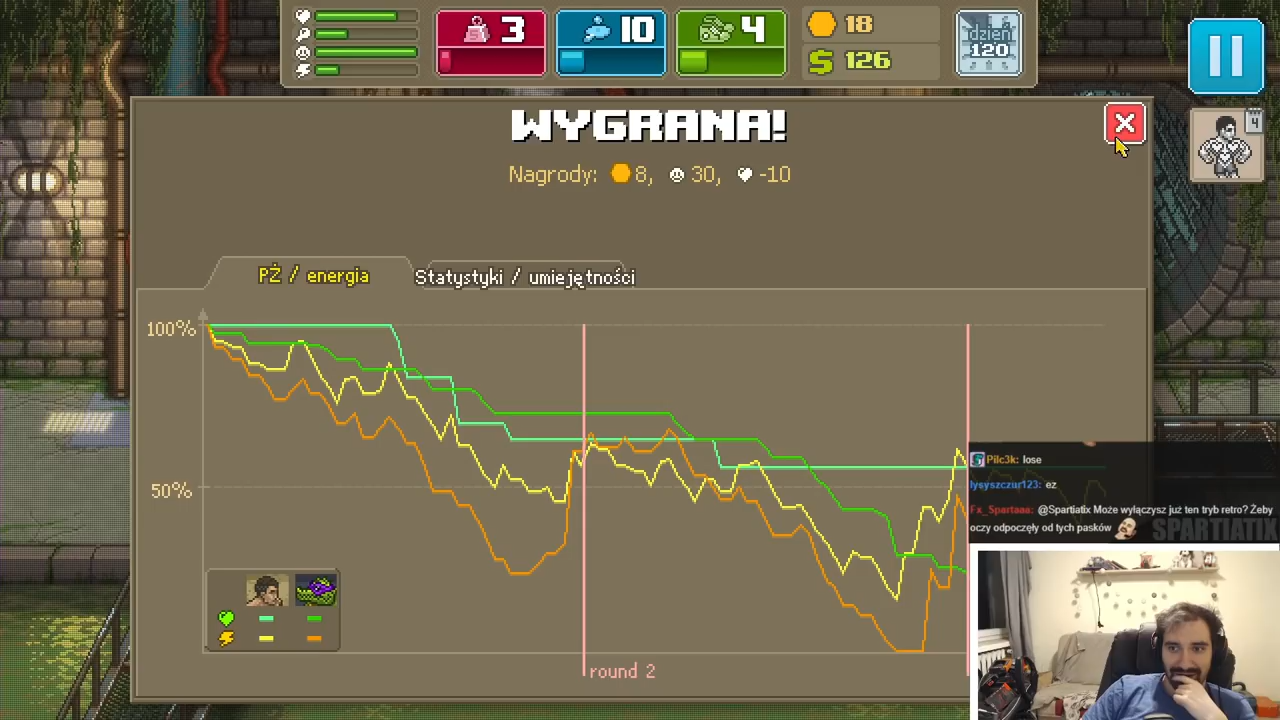 3
10
4
18
126
dzień
120
4
WYGRANA!
Nagrody: 8, 30, -10
PŻ / energia
Statystyki / umiejętności
100%
50%
round 2
Pilc3k: lose
lysyszczur123: ez
Fx_Spartaaa: @Spartiatix Może wyłączysz już ten tryb retro? Żeby
oczy odpoczęły od tych pasków
SPARTIATIX